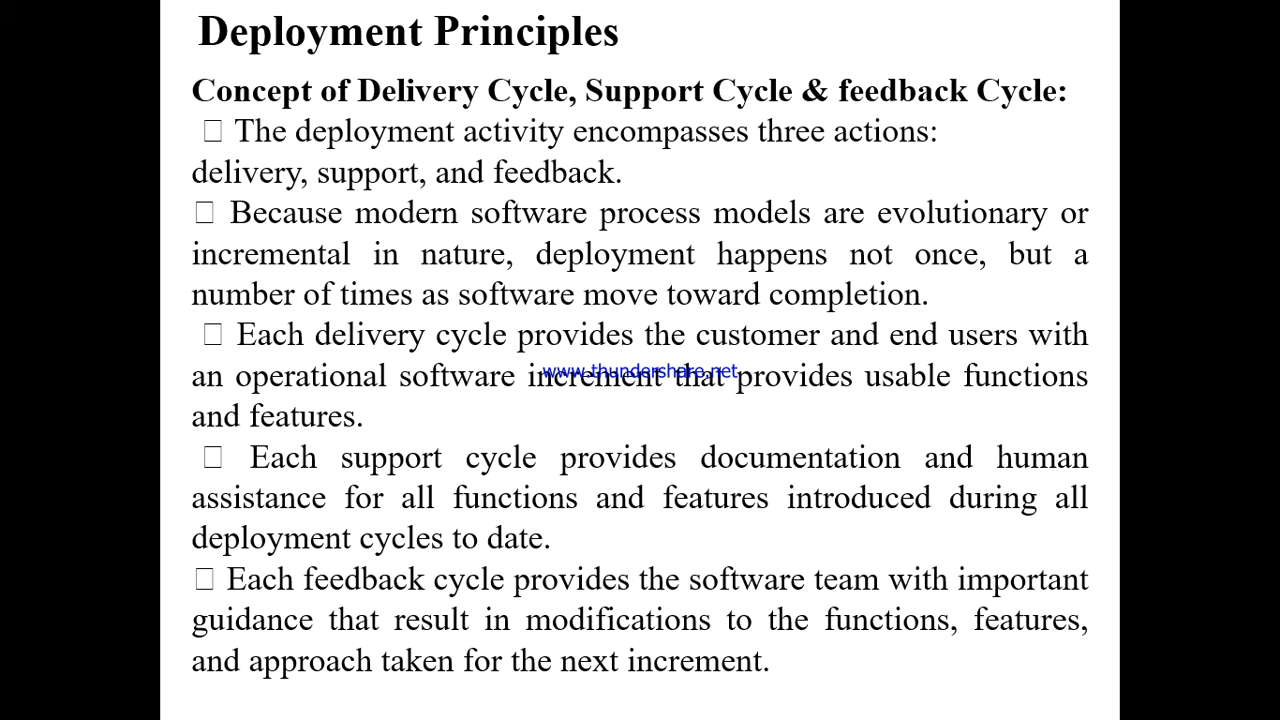 Deployment Principles
Concept of Delivery Cycle, Support Cycle & feedback Cycle:
The deployment activity encompasses three actions:
delivery, support, and feedback.
Because modern software process models are evolutionary or
incremental in nature, deployment happens not once, but a
number of times as software move toward completion.
Each delivery cycle provides the customer and end users with
an operational software increment that provides usable functions
www.thundershare.net
and features.
Each support cycle provides documentation and human
assistance for all functions and features introduced during all
deployment cycles to date.
Each feedback cycle provides the software team with important
guidance that result in modifications to the functions, features,
and approach taken for the next increment.